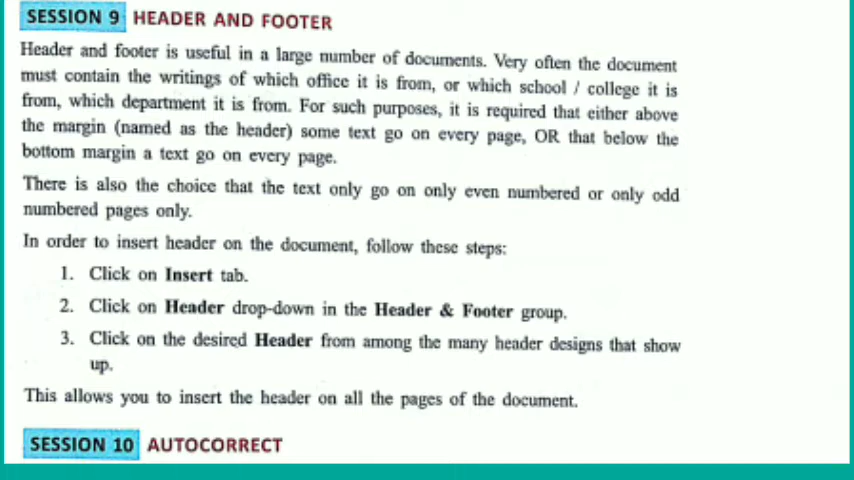 SESSION 9 HEADER AND FOOTER
Header and footer is useful in a large number of documents. Very often the document
must contain the writings of which office it is from, or which school / college it is
from, which department it is from. For such purposes, it is required that either above
the margin (named as the header) some text go on every page, OR that below the
bottom margin a text go on every page.
There is also the choice that the text only go on only even numbered or only odd
numbered pages only.
In order to insert header on the document, follow these steps:
1. Click on Insert tab.
2. Click on Header drop-down in the Header & Footer group.
3. Click on the desired Header from among the many header designs that show
up.
This allows you to insert the header on all the pages of the document.
SESSION 10 AUTOCORRECT